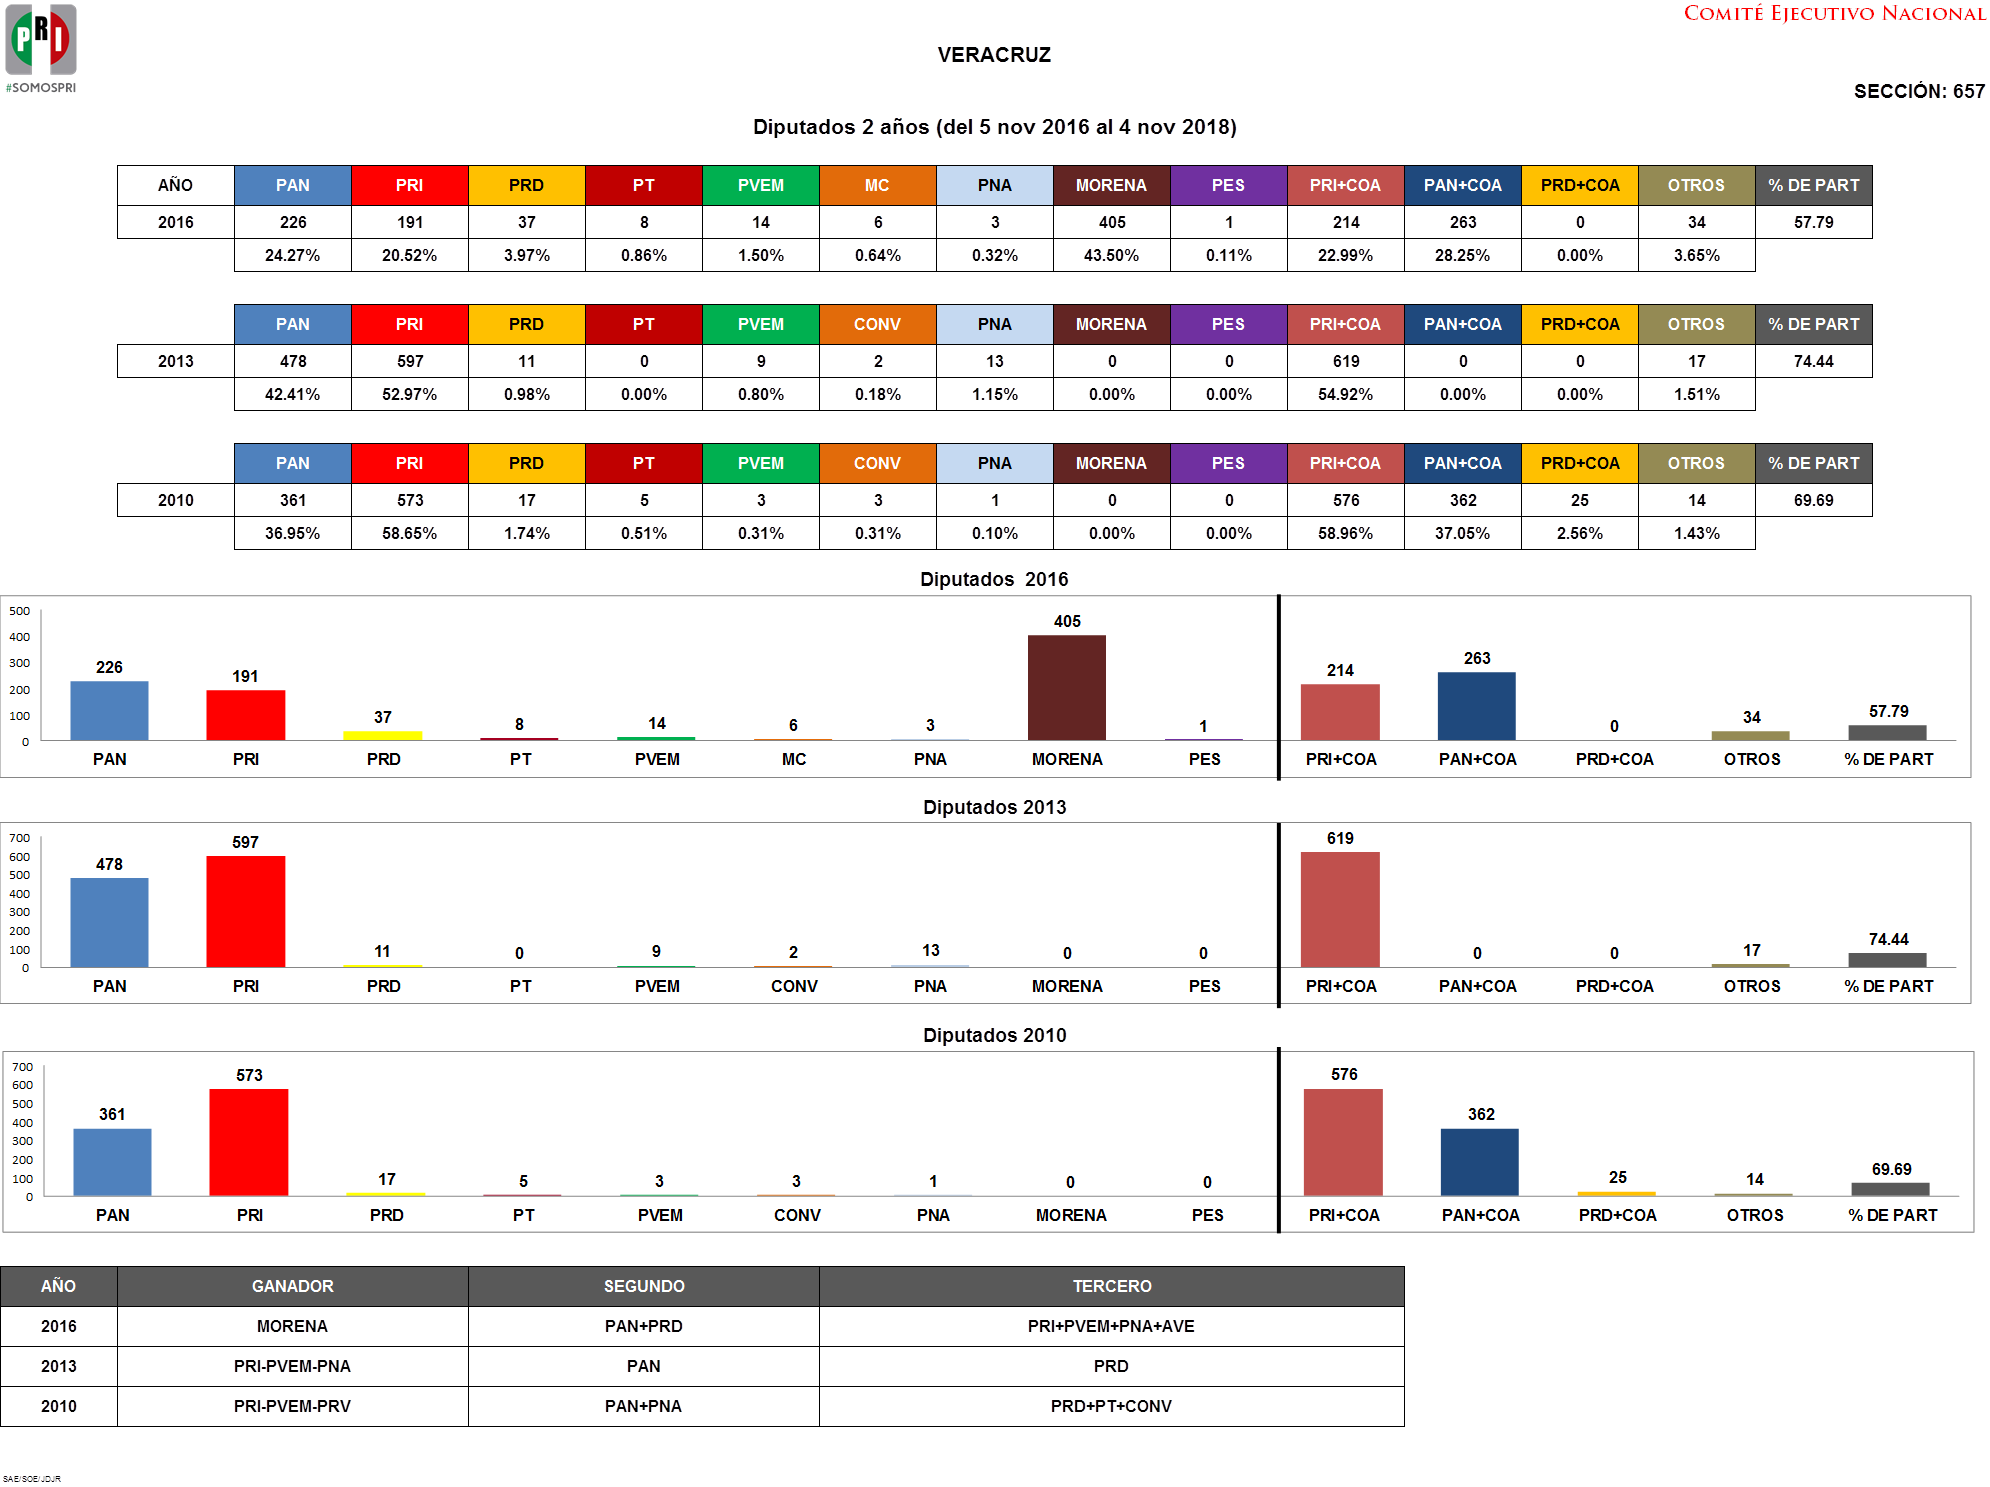 PRI
#SOMOSPRI
COMITÉ EJECUTIVO NACIONAL
VERACRUZ
SECCIÓN: 657
Diputados 2 años (del 5 nov 2016 al 4 nov 2018)
AÑO PAN PRI PRD PT PVEM MC PNA MORENA PES PRI+COA PAN+COA PRD+COA OTROS % DE PART
2016 226 191 37 8 14 6 3 405 1 214 263 0 34 57.79
24.27% 20.52% 3.97% 0.86% 1.50% 0.64% 0.32% 43.50% 0.11% 22.99% 28.25% 0.00% 3.65%
PAN PRI PRD PT PVEM CONV PNA MORENA PES PRI+COA PAN+COA PRD+COA OTROS % DE PART
2013 478 597 11 0 9 2 13 0 0 619 0 0 17 74.44
42.41% 52.97% 0.98% 0.00% 0.80% 0.18% 1.15% 0.00% 0.00% 54.92% 0.00% 0.00% 1.51%
PAN PRI PRD PT PVEM CONV PNA MORENA PES PRI+COA PAN+COA PRD+COA OTROS % DE PART
2010 361 573 17 5 3 3 1 0 0 576 362 25 14 69.69
36.95% 58.65% 1.74% 0.51% 0.31% 0.31% 0.10% 0.00% 0.00% 58.96% 37.05% 2.56% 1.43%
Diputados 2016
500
400
300
200
100
0
226 191 37 8 14 6 3 405 1 214 263 0 34 57.79
PAN PRI PRD PT PVEM MC PNA MORENA PES PRI+COA PAN+COA PRD+COA OTROS % DE PART
Diputados 2013
700
600
500
400
300
200
100
0
478 597 11 0 9 2 13 0 0 619 0 0 17 74.44
PAN PRI PRD PT PVEM CONV PNA MORENA PES PRI+COA PAN+COA PRD+COA OTROS % DE PART
Diputados 2010
700
600
500
400
300
200
100
0
361 573 17 5 3 3 1 0 0 576 362 25 14 69.69
PAN PRI PRD PT PVEM CONV PNA MORENA PES PRI+COA PAN+COA PRD+COA OTROS % DE PART
AÑO GANADOR SEGUNDO TERCERO
2016 MORENA PAN+PRD PRI+PVEM+PNA+AVE
2013 PRI-PVEM-PNA PAN PRD
2010 PRI-PVEM-PRV PAN+PNA PRD+PT+CONV
SAE/SOE/JDJR